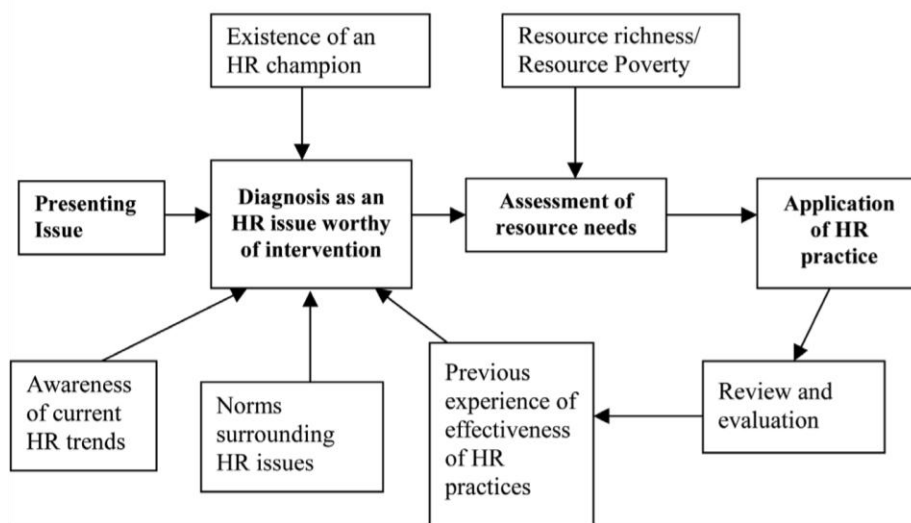 Existence of an
HR champion
Resource richness/
Resource Poverty
Presenting
Issue
Diagnosis as an
HR issue worthy
of intervention
Assessment of
resource needs
Application
of HR
practice
Awareness
of current
HR trends
Norms
surrounding
HR issues
Previous
experience of
effectiveness
of HR
practices
Review and
evaluation